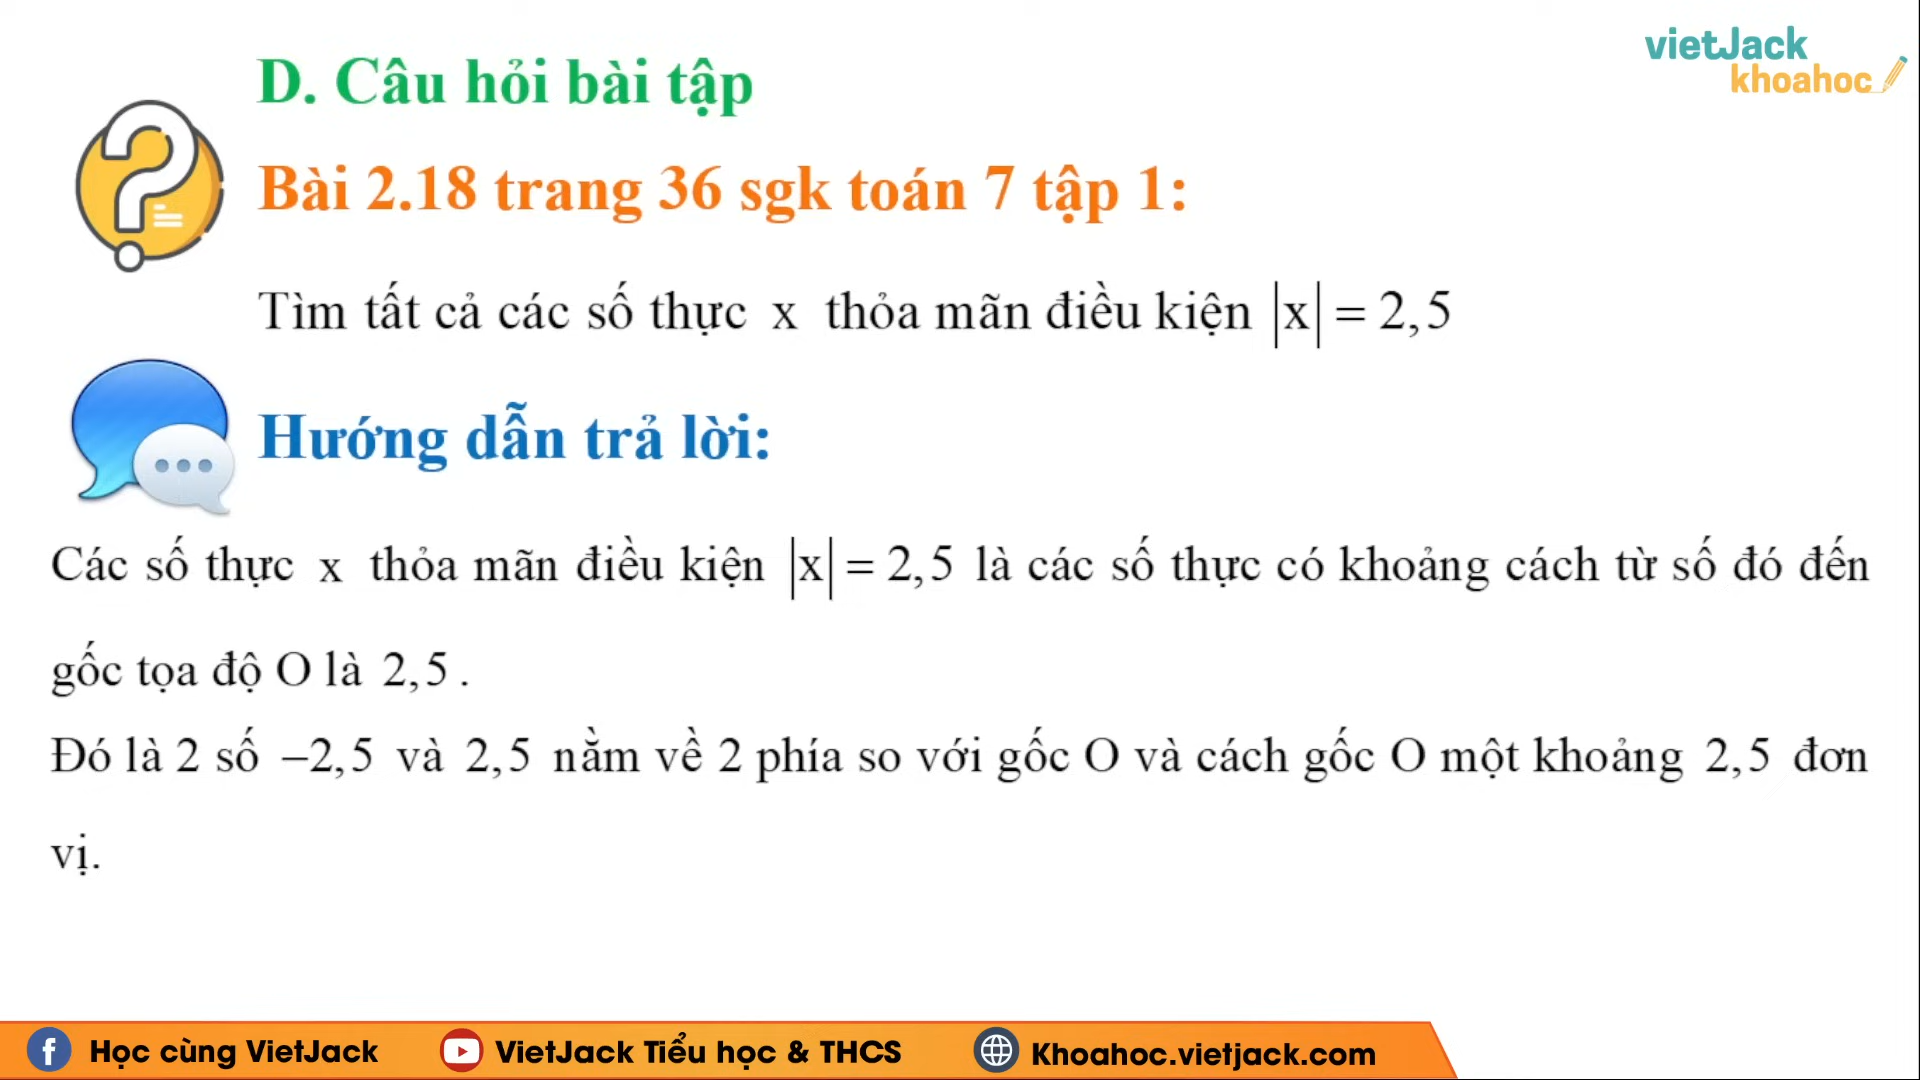 vietJack
khoahoc
D. Câu hỏi bài tập
Bài 2.18 trang 36 sgk toán 7 tập 1:
Tìm tất cả các số thực x thỏa mãn điều kiện |x| = 2,5
Hướng dẫn trả lời:
Các số thực x thỏa mãn điều kiện |x| = 2,5 là các số thực có khoảng cách từ số đó đến
gốc tọa độ O là 2,5.
Đó là 2 số –2,5 và 2,5 nằm về 2 phía so với gốc O và cách gốc O một khoảng 2,5 đơn
vị.
Học cùng VietJack VietJack Tiểu học & THCS Khoahoc.vietjack.com